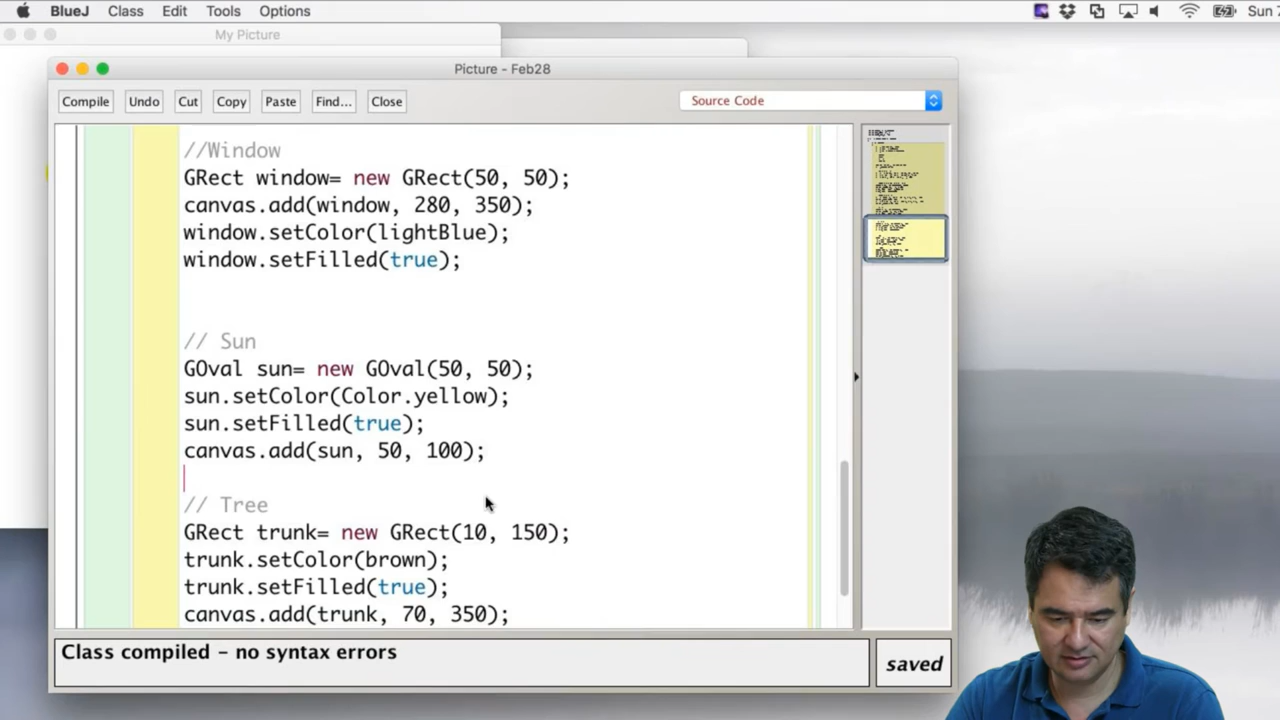 BlueJ Class Edit Tools Options Sun 7
My Picture
Picture - Feb28
Compile Undo Cut Copy Paste Find... Close Source Code
//Window
GRect window= new GRect(50, 50);
canvas.add(window, 280, 350);
window.setColor(lightBlue);
window.setFilled(true);
// Sun
GOval sun= new GOval(50, 50);
sun.setColor(Color.yellow);
sun.setFilled(true);
canvas.add(sun, 50, 100);
// Tree
GRect trunk= new GRect(10, 150);
trunk.setColor(brown);
trunk.setFilled(true);
canvas.add(trunk, 70, 350);
Class compiled - no syntax errors
saved